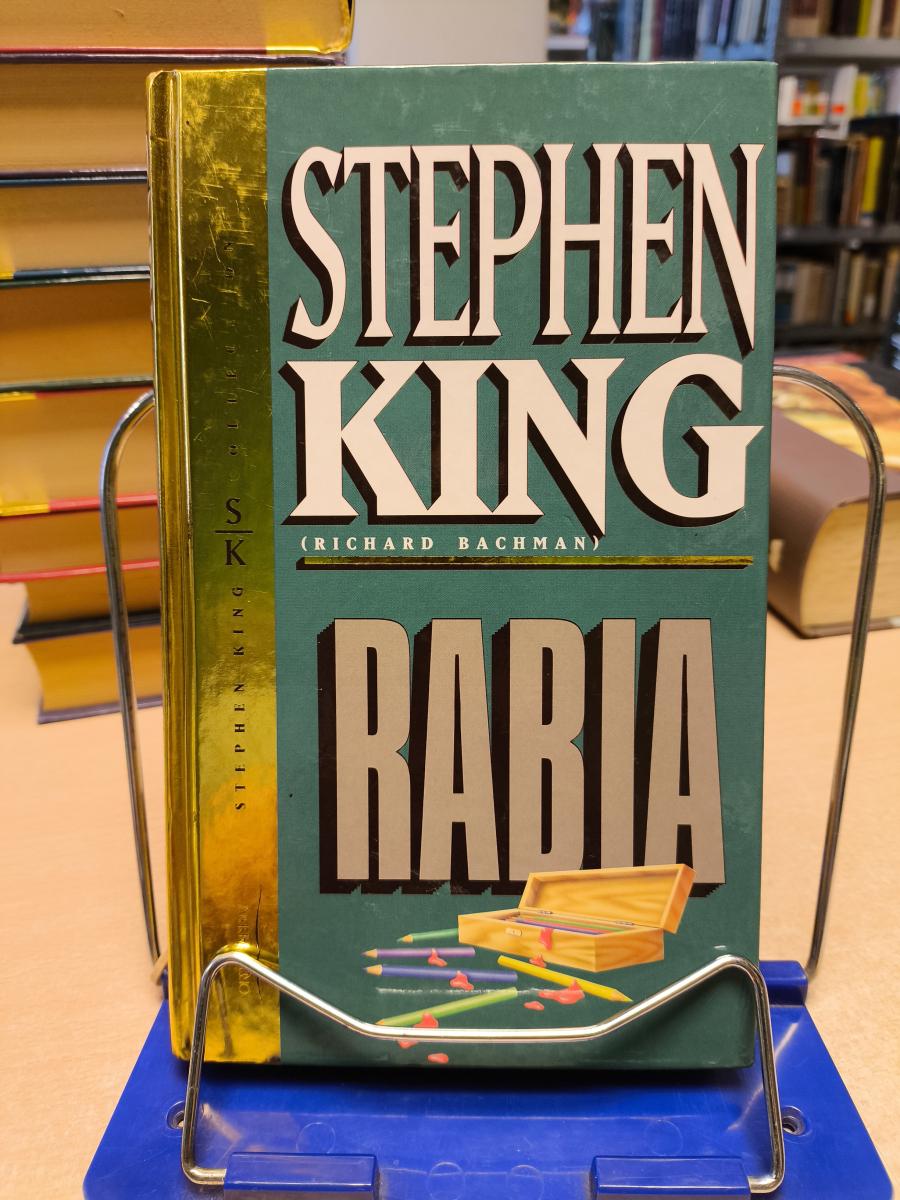 STEPHEN
KING
(RICHARD BACHMAN)
RABIA
S
K
STEPHEN KING